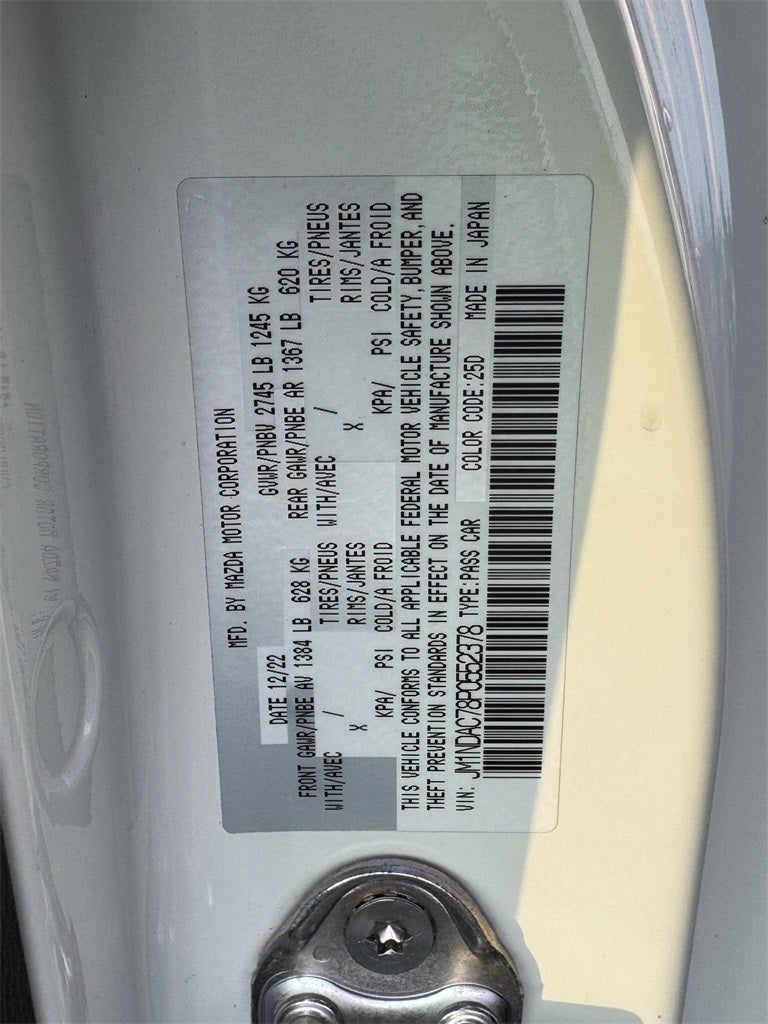 MFD. BY MAZDA MOTOR CORPORATION
DATE 12/22
GVWR/PNBV 2745 LB 1245 KG
FRONT GAWR/PNBE AV 1384 LB 628 KG
REAR GAWR/PNBE AR 1367 LB 620 KG
WITH/AVEC / TIRES/PNEUS WITH/AVEC / TIRES/PNEUS
X RIMS/JANTES X RIMS/JANTES
KPA/ PSI COLD/A FROID KPA/ PSI COLD/A FROID
THIS VEHICLE CONFORMS TO ALL APPLICABLE FEDERAL MOTOR VEHICLE SAFETY, BUMPER, AND
THEFT PREVENTION STANDARDS IN EFFECT ON THE DATE OF MANUFACTURE SHOWN ABOVE.
VIN: JM1NDAC78P0552378 TYPE:PASS CAR COLOR CODE:25D MADE IN JAPAN